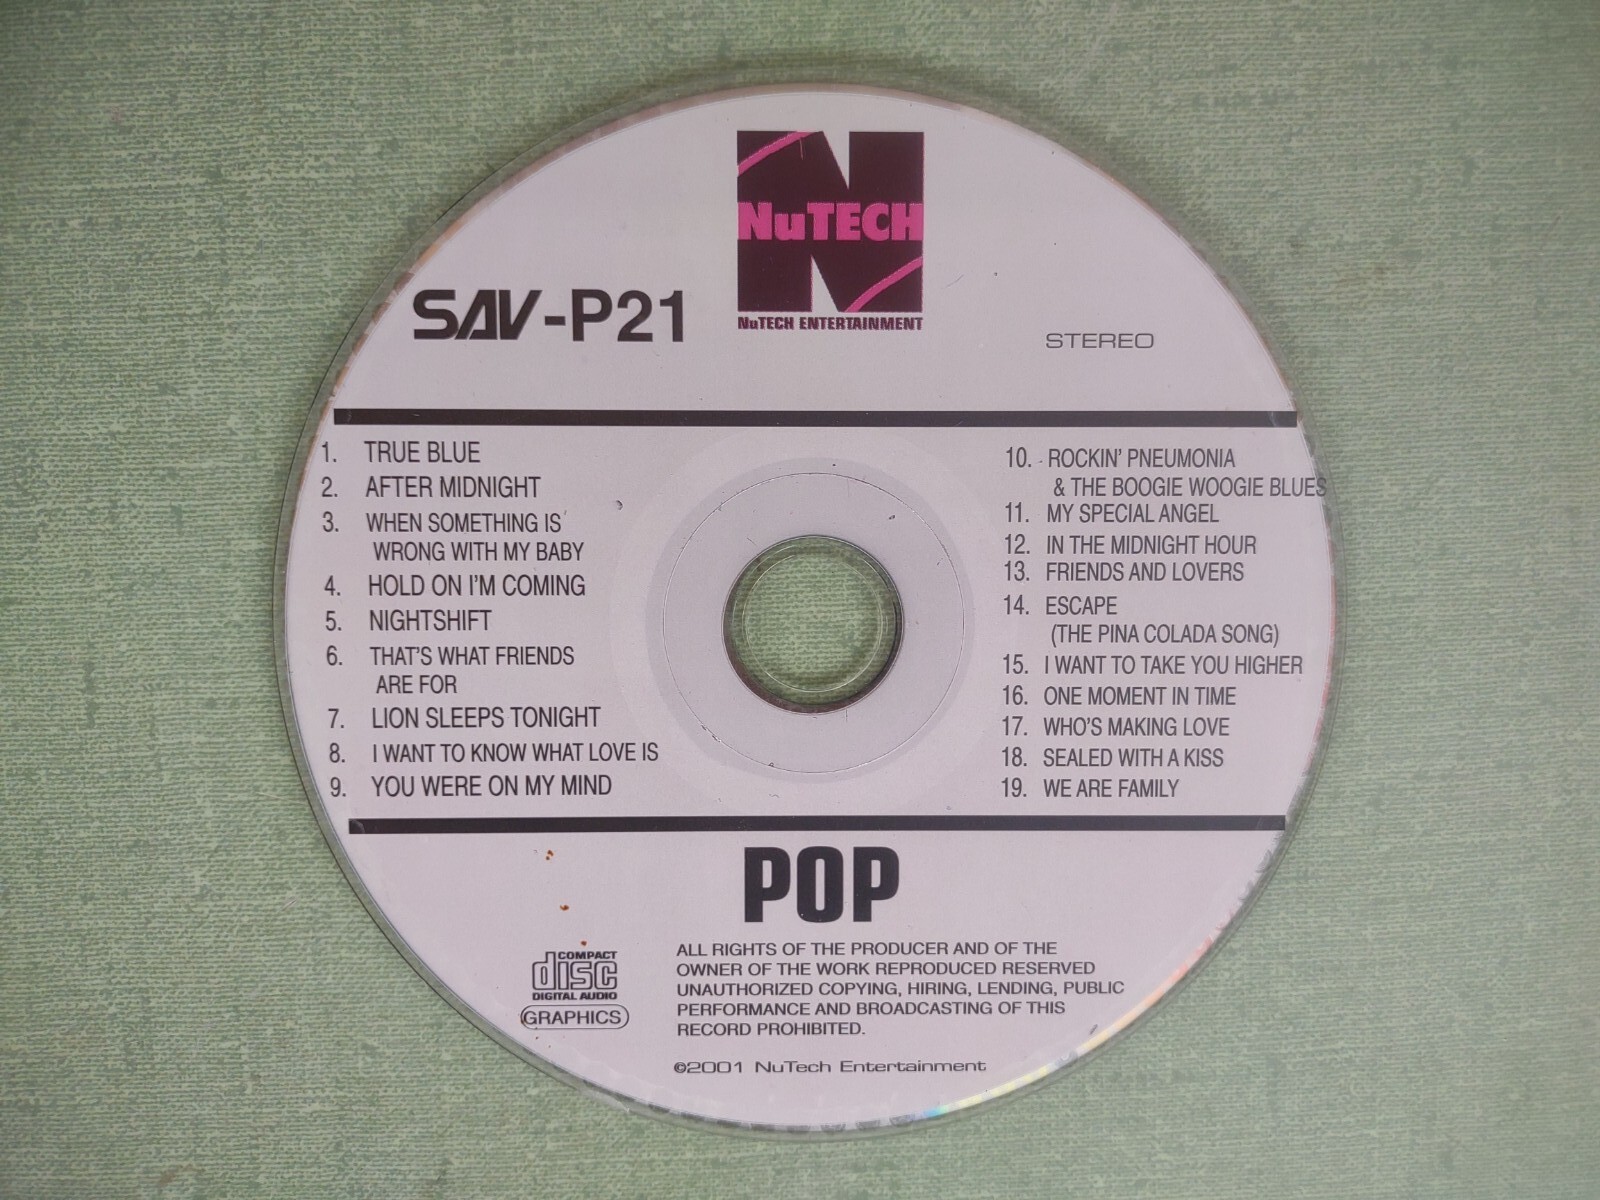 NuTECH
NuTECH ENTERTAINMENT
SAV-P21
STEREO
1. TRUE BLUE
2. AFTER MIDNIGHT
3. WHEN SOMETHING IS
WRONG WITH MY BABY
4. HOLD ON I'M COMING
5. NIGHTSHIFT
6. THAT'S WHAT FRIENDS
ARE FOR
7. LION SLEEPS TONIGHT
8. I WANT TO KNOW WHAT LOVE IS
9. YOU WERE ON MY MIND
10. ROCKIN' PNEUMONIA
& THE BOOGIE WOOGIE BLUES
11. MY SPECIAL ANGEL
12. IN THE MIDNIGHT HOUR
13. FRIENDS AND LOVERS
14. ESCAPE
(THE PINA COLADA SONG)
15. I WANT TO TAKE YOU HIGHER
16. ONE MOMENT IN TIME
17. WHO'S MAKING LOVE
18. SEALED WITH A KISS
19. WE ARE FAMILY
POP
COMPACT
disc
DIGITAL AUDIO
GRAPHICS
ALL RIGHTS OF THE PRODUCER AND OF THE
OWNER OF THE WORK REPRODUCED RESERVED
UNAUTHORIZED COPYING, HIRING, LENDING, PUBLIC
PERFORMANCE AND BROADCASTING OF THIS
RECORD PROHIBITED.
©2001 NuTech Entertainment